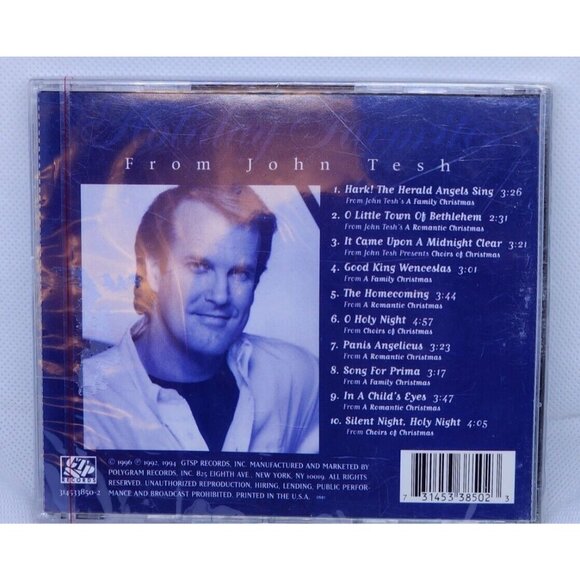 Holiday Favorites
From John Tesh
1. Hark! The Herald Angels Sing 3:26
From John Tesh's A Family Christmas
2. O Little Town Of Bethlehem 2:31
From John Tesh's A Romantic Christmas
3. It Came Upon A Midnight Clear 3:21
From John Tesh Presents Choirs of Christmas
4. Good King Wenceslas 3:01
From A Family Christmas
5. The Homecoming 3:44
From A Romantic Christmas
6. O Holy Night 4:57
From Choirs of Christmas
7. Panis Angelicus 3:23
From A Romantic Christmas
8. Song For Prima 3:17
From A Family Christmas
9. In A Child's Eyes 3:47
From A Romantic Christmas
10. Silent Night, Holy Night 4:05
From Choirs of Christmas
GTSP
RECORDS
314533850-2
© 1996 ℗ 1992, 1994 GTSP RECORDS, INC. MANUFACTURED AND MARKETED BY
POLYGRAM RECORDS, INC. 825 EIGHTH AVE., NEW YORK, NY 10019. ALL RIGHTS
RESERVED. UNAUTHORIZED REPRODUCTION, HIRING, LENDING, PUBLIC PERFOR-
MANCE AND BROADCAST PROHIBITED. PRINTED IN THE U.S.A.
7 31453 38502 3